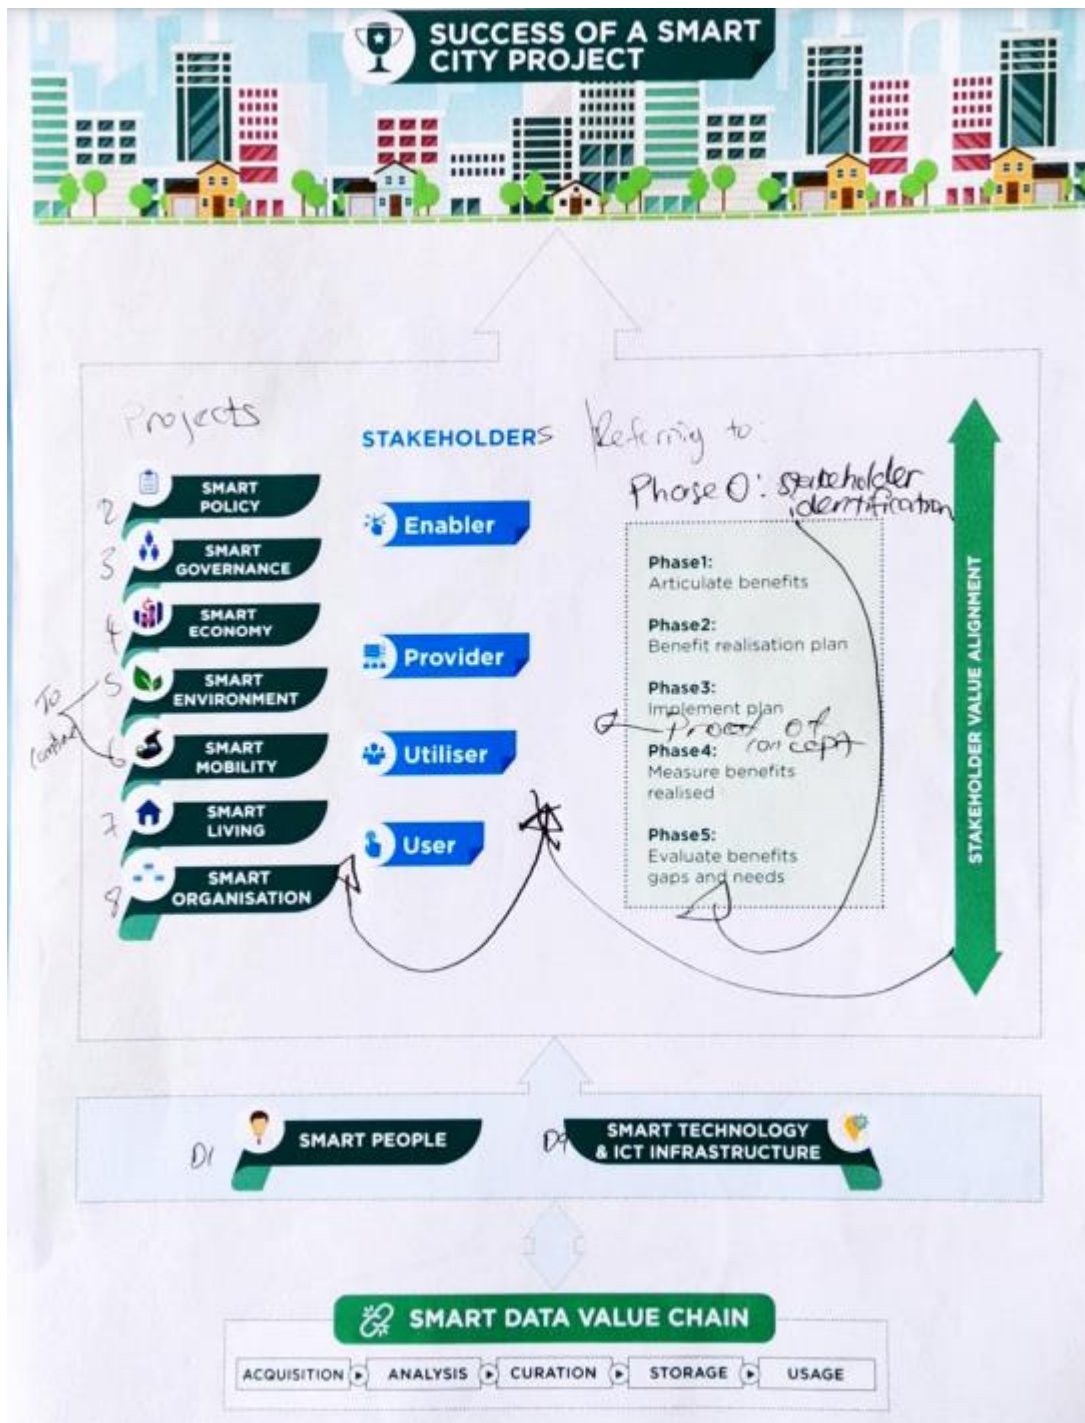 SUCCESS OF A SMART
CITY PROJECT
Projects
STAKEHOLDERS
Referring to:
Phase 0: stakeholder
identification
2
SMART
POLICY
3
SMART
GOVERNANCE
4
SMART
ECONOMY
5
SMART
ENVIRONMENT
6
SMART
MOBILITY
7
SMART
LIVING
8
SMART
ORGANISATION
To
Enabler
Provider
Utiliser
User
Phase1:
Articulate benefits
Phase2:
Benefit realisation plan
Phase3:
Implement plan
Proof of
concept
Phase4:
Measure benefits
realised
Phase5:
Evaluate benefits
gaps and needs
STAKEHOLDER VALUE ALIGNMENT
D1
SMART PEOPLE
D9
SMART TECHNOLOGY
& ICT INFRASTRUCTURE
SMART DATA VALUE CHAIN
ACQUISITION ANALYSIS CURATION STORAGE USAGE